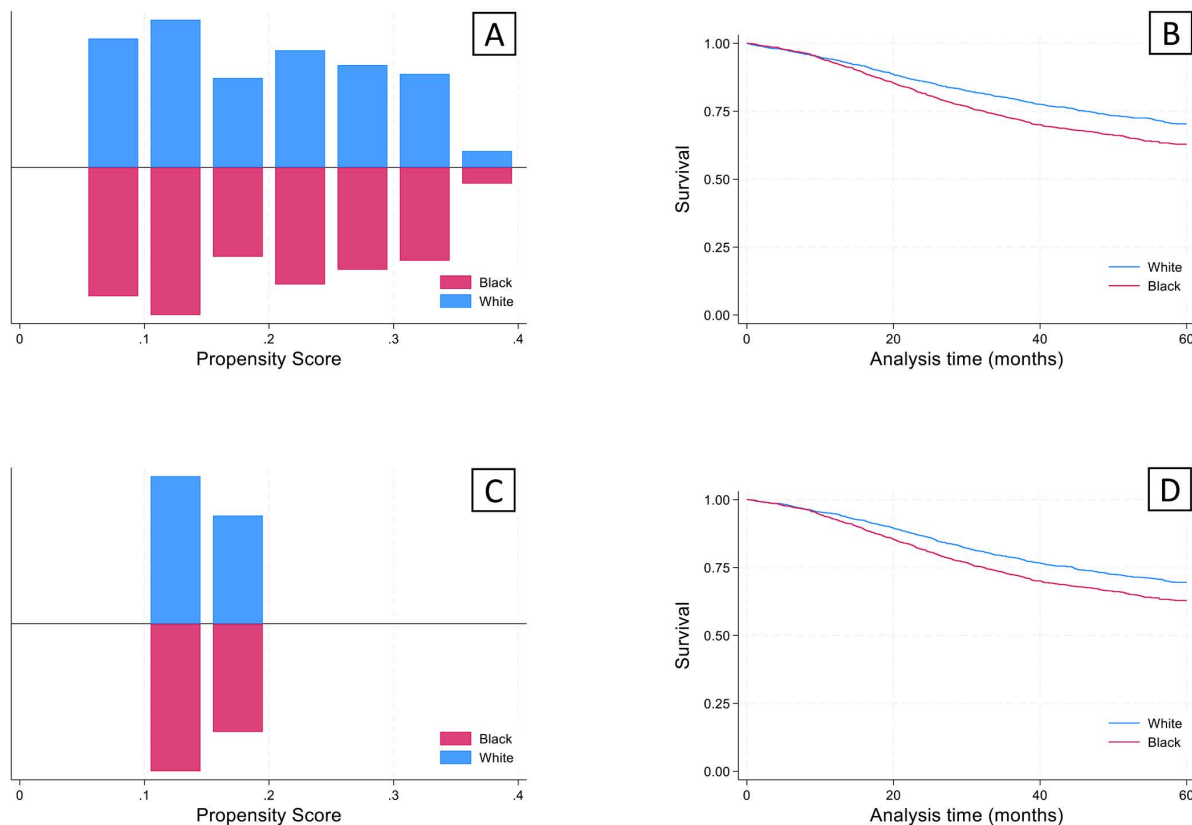 A
Black
White
0 .1 .2 .3 .4
Propensity Score
B
1.00
0.75
0.50
0.25
0.00
Survival
White
Black
0 20 40 60
Analysis time (months)
C
Black
White
0 .1 .2 .3 .4
Propensity Score
D
1.00
0.75
0.50
0.25
0.00
Survival
White
Black
0 20 40 60
Analysis time (months)